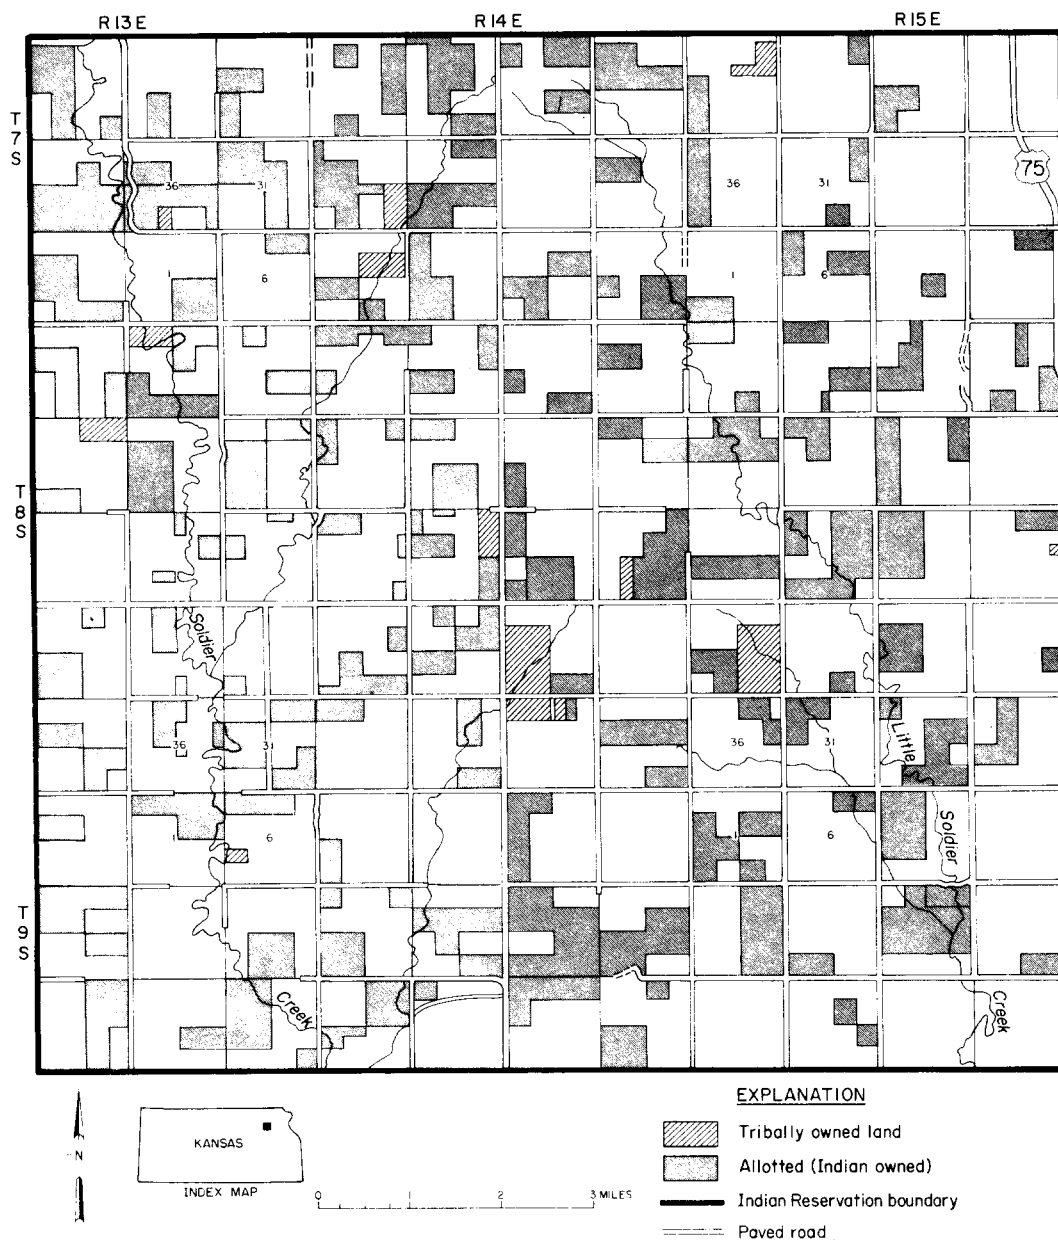 R13E R14E R15E
T
7
S
75
36 31 36 31
1 6 1 6
T
8
S
Soldier
36 31 36 31
Little
1 6 1 6
Soldier
T
9
S
Creek Creek
EXPLANATION
Tribally owned land
Allotted (Indian owned)
Indian Reservation boundary
Paved road
N
KANSAS
INDEX MAP
0 2 3 MILES